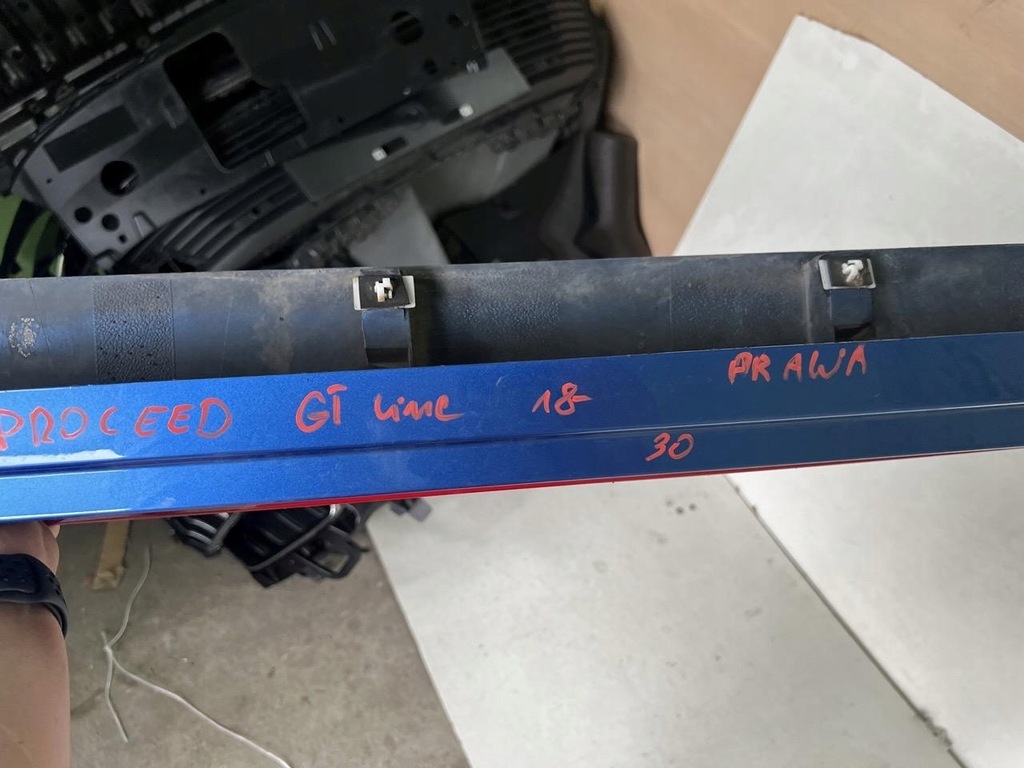 PROCEED GT Line 18- PRAWA
30